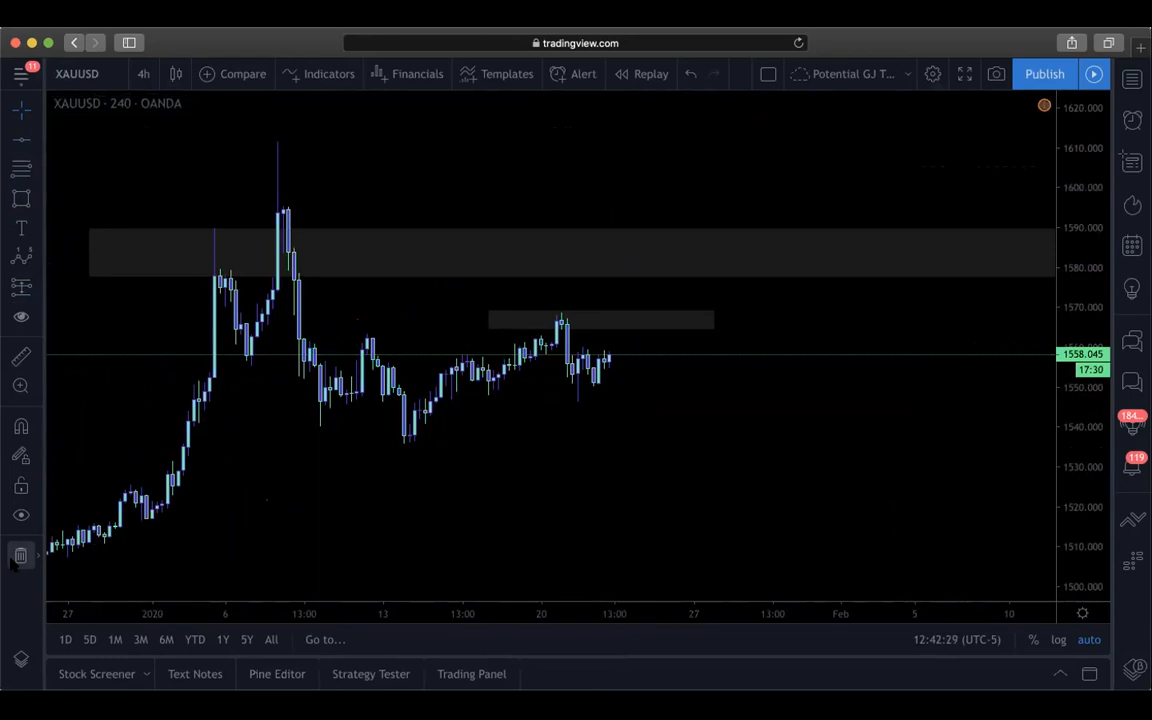 tradingview.com
11
XAUUSD
4h
Compare
Indicators
Financials
Templates
Alert
Replay
Potential GJ T...
Publish
XAUUSD · 240 · OANDA
1620.000
1610.000
1600.000
1590.000
1580.000
1570.000
1558.045
17:30
1550.000
1540.000
1530.000
1520.000
1510.000
1500.000
184...
119
27
2020
6
13:00
13
13:00
20
13:00
27
13:00
Feb
5
10
1D
5D
1M
3M
6M
YTD
1Y
5Y
All
Go to...
12:42:29 (UTC-5)
%
log
auto
Stock Screener
Text Notes
Pine Editor
Strategy Tester
Trading Panel